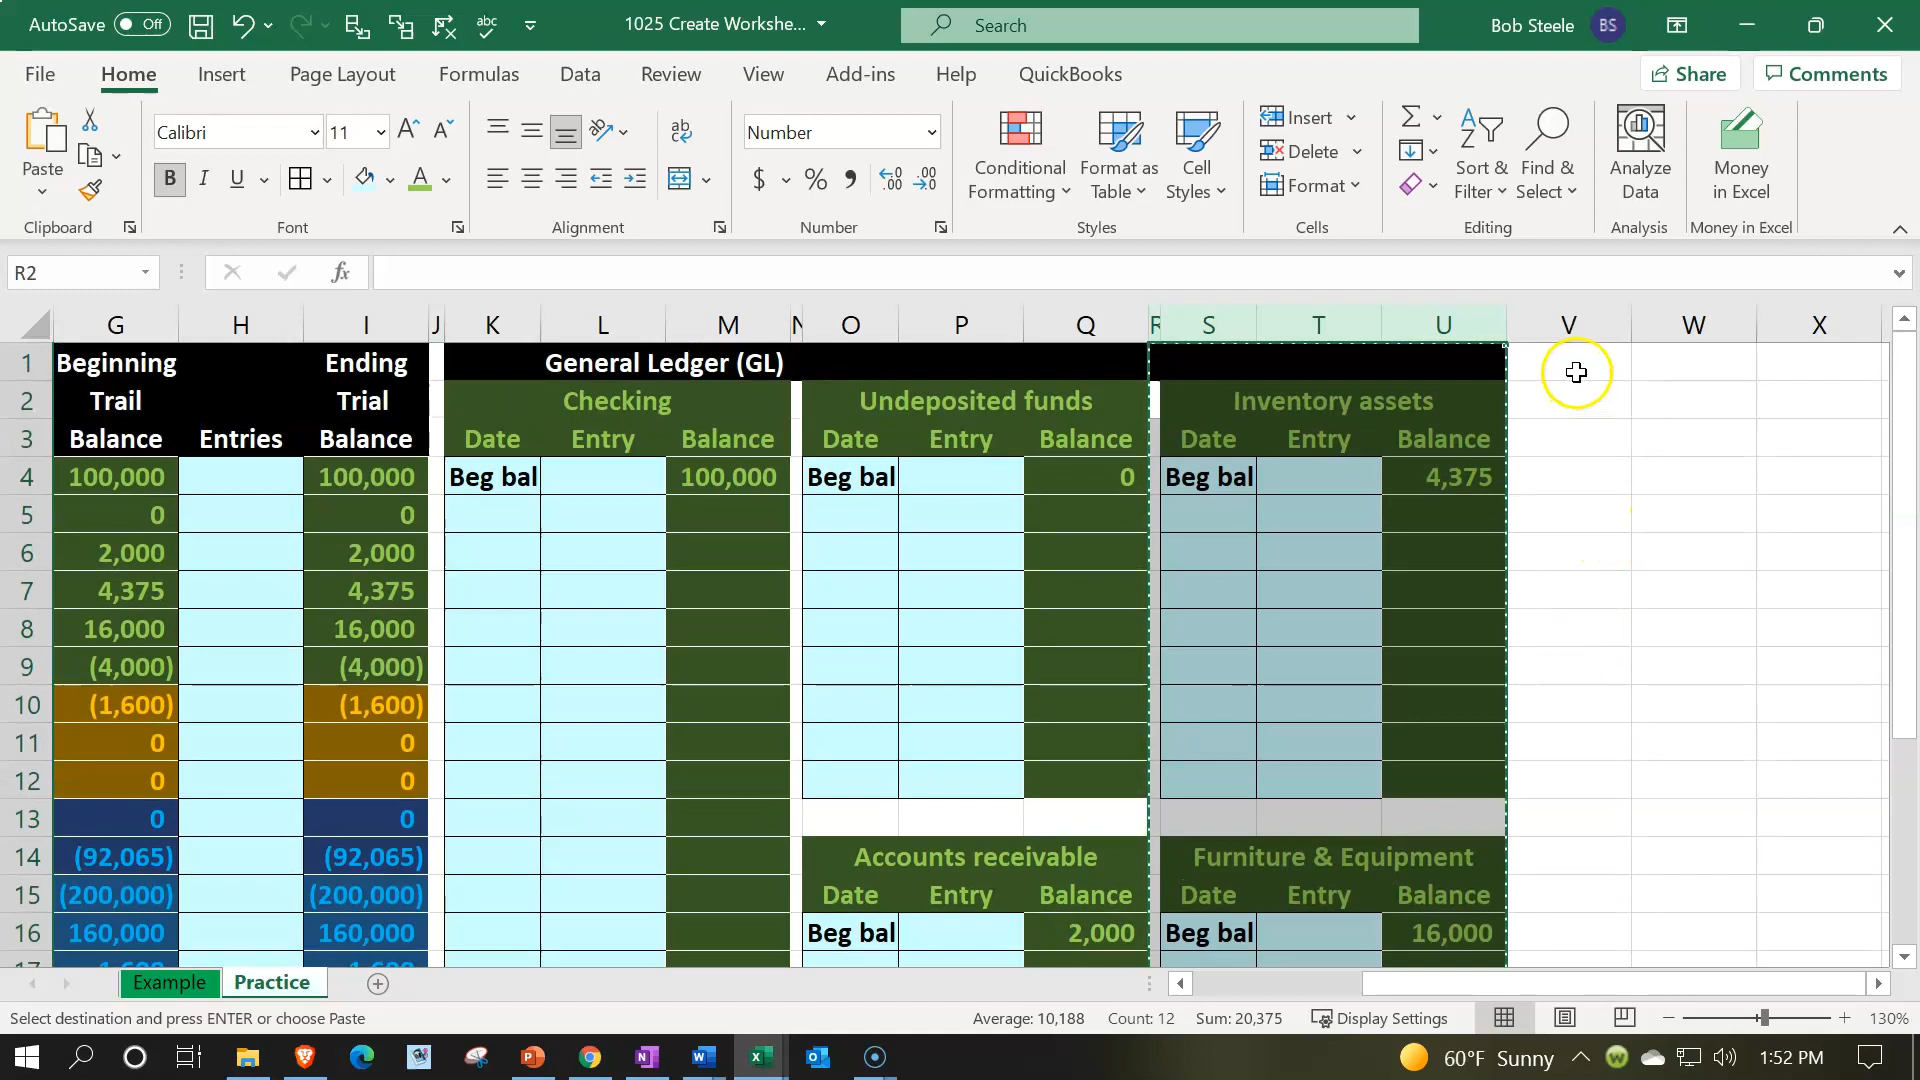 AutoSave Off abc 1025 Create Workshe... Search Bob Steele BS
File Home Insert Page Layout Formulas Data Review View Add-ins Help QuickBooks Share Comments
Paste Calibri 11 A A ab c Number Conditional Formatting Format as Table Cell Styles Insert Delete Format Sort & Filter Find & Select Analyze Data Money in Excel
B I U A $ % 9 .00 .00
Clipboard Font Alignment Number Styles Cells Editing Analysis Money in Excel
R2 fx
G H I J K L M N O P Q R S T U V W X
1 Beginning Ending General Ledger (GL)
2 Trail Trial Checking Undeposited funds Inventory assets
3 Balance Entries Balance Date Entry Balance Date Entry Balance Date Entry Balance
4 100,000 100,000 Beg bal 100,000 Beg bal 0 Beg bal 4,375
5 0 0
6 2,000 2,000
7 4,375 4,375
8 16,000 16,000
9 (4,000) (4,000)
10 (1,600) (1,600)
11 0 0
12 0 0
13 0 0
14 (92,065) (92,065) Accounts receivable Furniture & Equipment
15 (200,000) (200,000) Date Entry Balance Date Entry Balance
16 160,000 160,000 Beg bal 2,000 Beg bal 16,000
Example Practice
Select destination and press ENTER or choose Paste Average: 10,188 Count: 12 Sum: 20,375 Display Settings 130%
60°F Sunny 1:52 PM